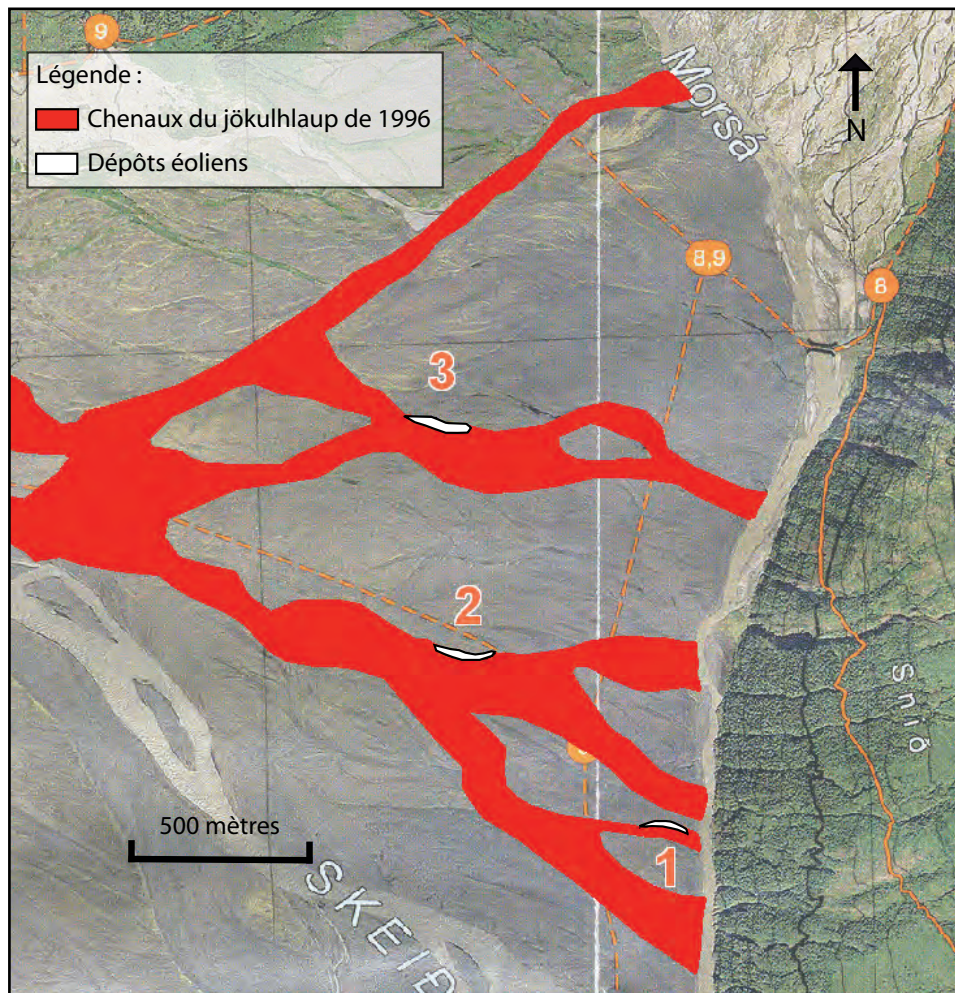 9
Légende :
Chenaux du jökulhlaup de 1996
Dépôts éoliens
Morsá
N
8,9
6
3
2
Snið
500 mètres
1
SKEIÐ